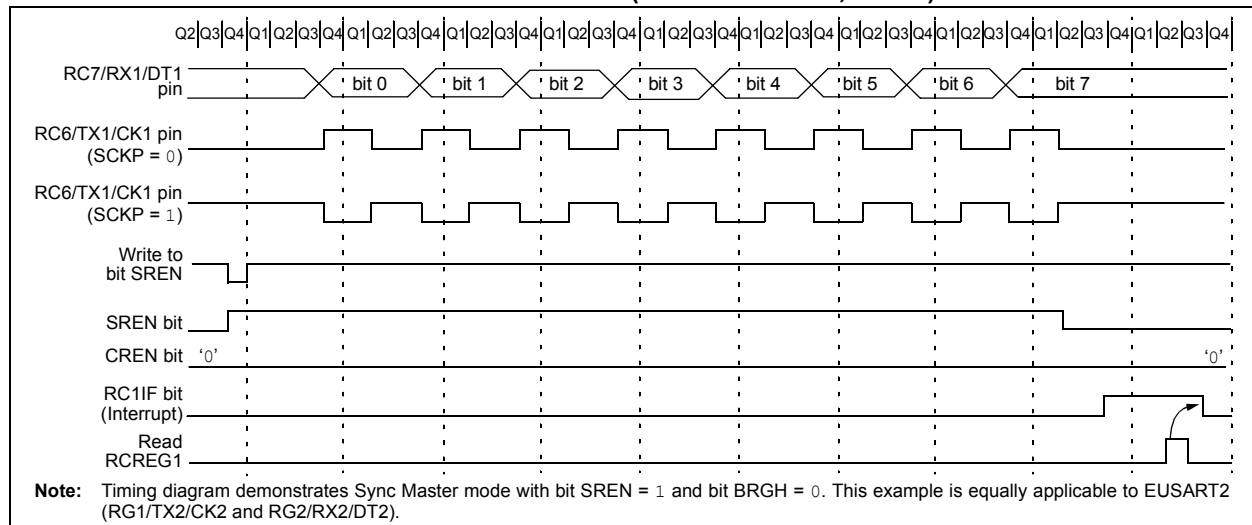 Q2 Q3 Q4 Q1 Q2 Q3 Q4 Q1 Q2 Q3 Q4 Q1 Q2 Q3 Q4 Q1 Q2 Q3 Q4 Q1 Q2 Q3 Q4 Q1 Q2 Q3 Q4 Q1 Q2 Q3 Q4 Q1 Q2 Q3 Q4 Q1 Q2 Q3 Q4 Q1 Q2 Q3 Q4
RC7/RX1/DT1
pin
bit 0 bit 1 bit 2 bit 3 bit 4 bit 5 bit 6 bit 7
RC6/TX1/CK1 pin
(SCKP = 0)
RC6/TX1/CK1 pin
(SCKP = 1)
Write to
bit SREN
SREN bit
CREN bit ‘0’ ‘0’
RC1IF bit
(Interrupt)
Read
RCREG1
Note: Timing diagram demonstrates Sync Master mode with bit SREN = 1 and bit BRGH = 0. This example is equally applicable to EUSART2
(RG1/TX2/CK2 and RG2/RX2/DT2).